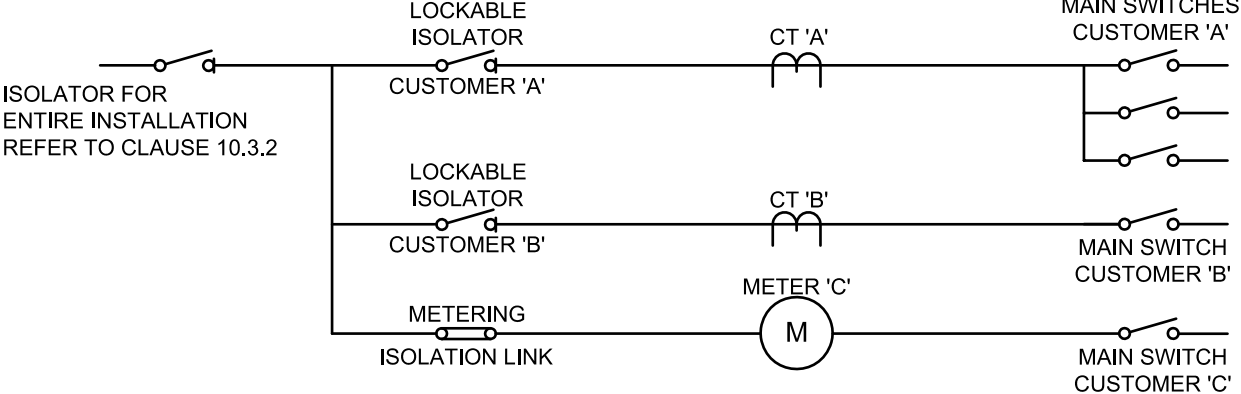 LOCKABLE
ISOLATOR
CUSTOMER 'A'
CT 'A'
MAIN SWITCHES
CUSTOMER 'A'
ISOLATOR FOR
ENTIRE INSTALLATION
REFER TO CLAUSE 10.3.2
LOCKABLE
ISOLATOR
CUSTOMER 'B'
CT 'B'
MAIN SWITCH
CUSTOMER 'B'
METERING
ISOLATION LINK
METER 'C'
M
MAIN SWITCH
CUSTOMER 'C'